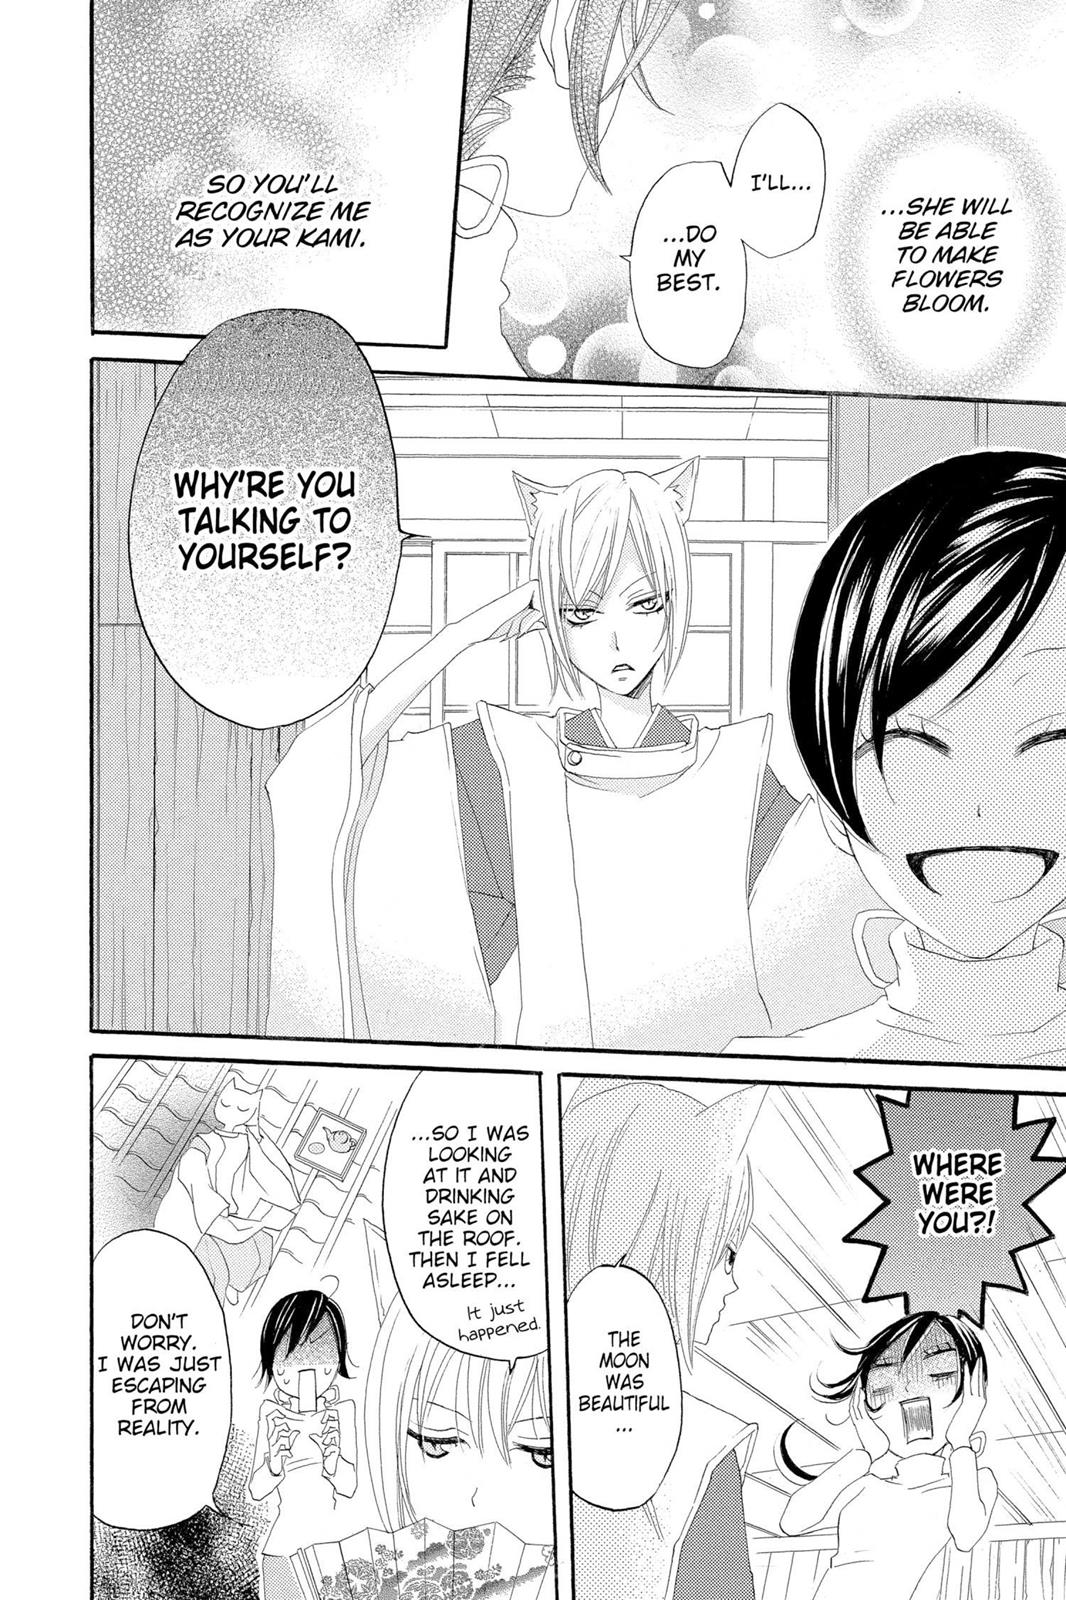 ...SHE WILL
BE ABLE
TO MAKE
FLOWERS
BLOOM.
I'LL...
...DO
MY
BEST.
SO YOU'LL
RECOGNIZE ME
AS YOUR KAMI.
WHY'RE YOU
TALKING TO
YOURSELF?
WHERE
WERE
YOU?!
THE
MOON WAS
BEAUTIFUL
...
...SO I WAS
LOOKING
AT IT AND
DRINKING
SAKE ON
THE ROOF.
THEN I FELL
ASLEEP...
It just
happened.
DON'T
WORRY.
I WAS JUST
ESCAPING
FROM
REALITY.